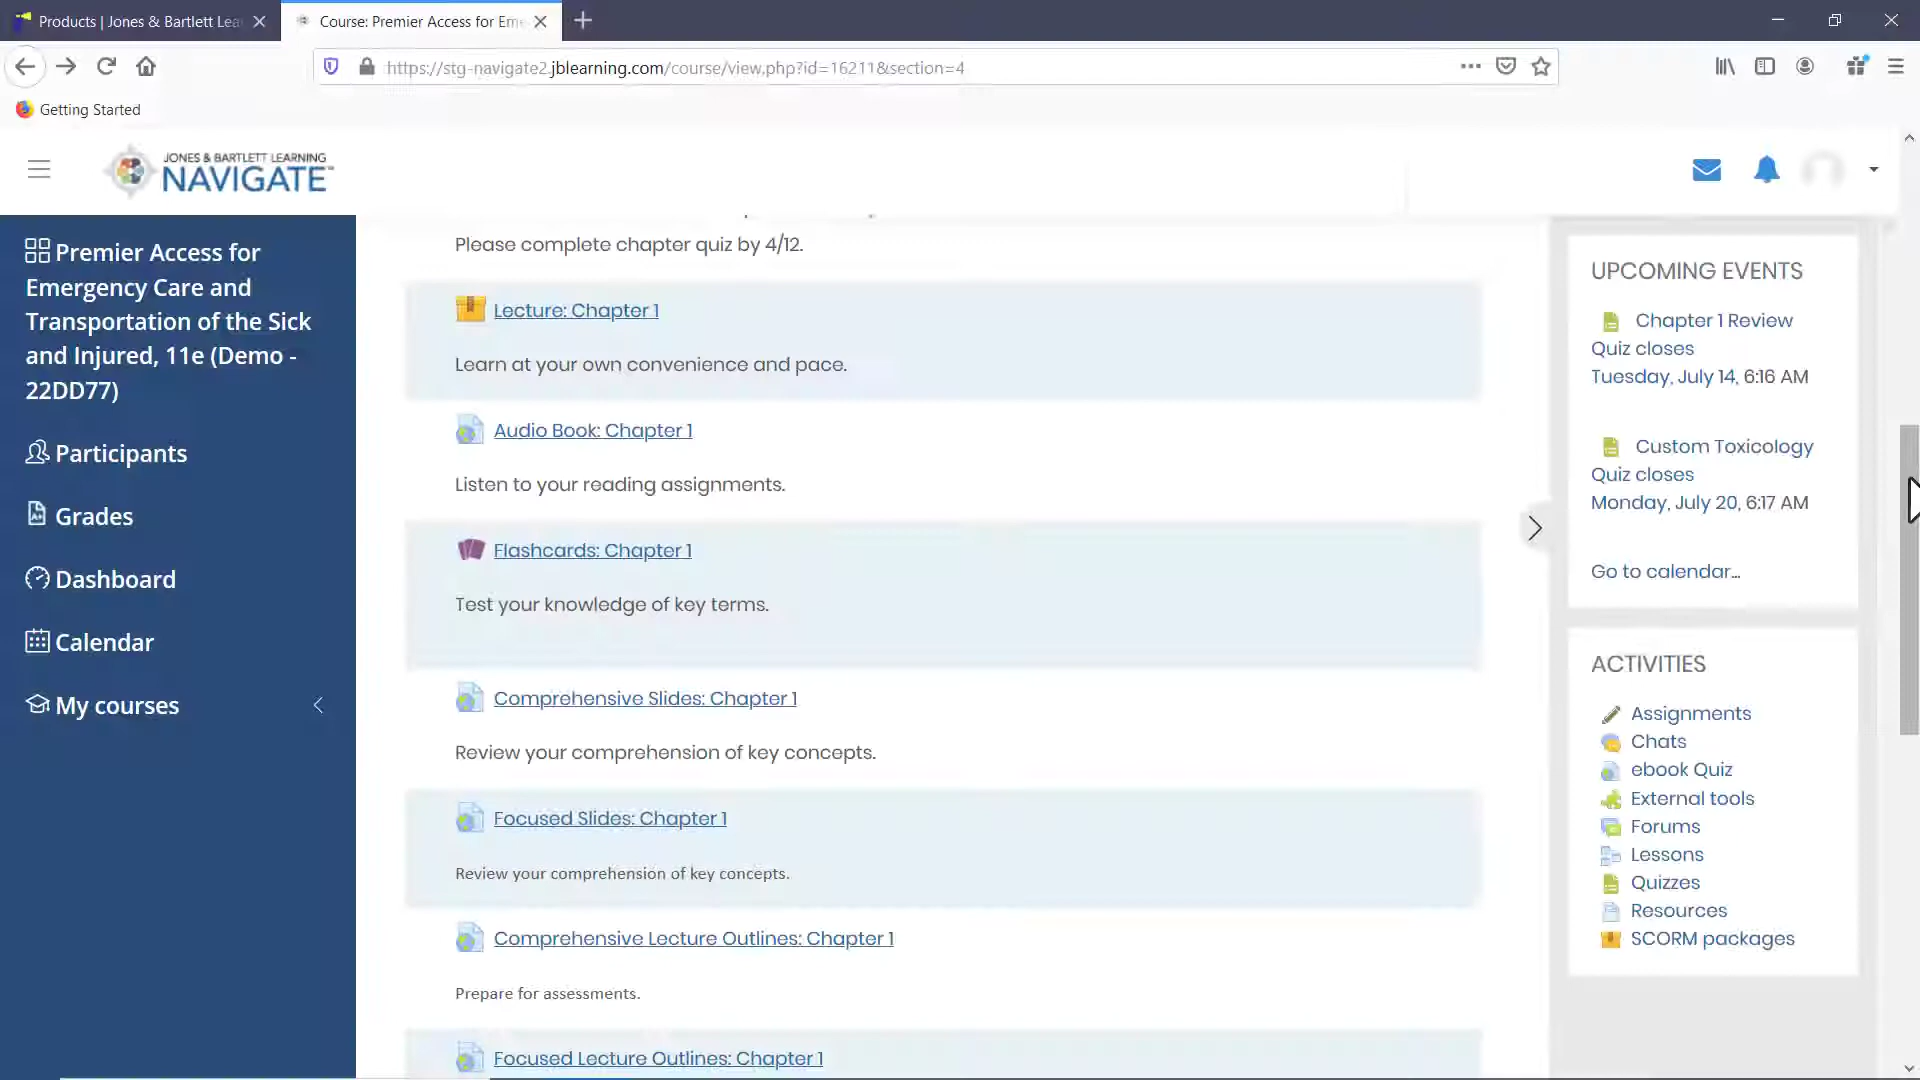 Products | Jones & Bartlett Lea
Course: Premier Access for Eme
https://stg-navigate2.jblearning.com/course/view.php?id=16211&section=4
Getting Started
JONES & BARTLETT LEARNING
NAVIGATE™
Premier Access for
Emergency Care and
Transportation of the Sick
and Injured, 11e (Demo -
22DD77)
Participants
Grades
Dashboard
Calendar
My courses
Please complete chapter quiz by 4/12.
Lecture: Chapter 1
Learn at your own convenience and pace.
Audio Book: Chapter 1
Listen to your reading assignments.
Flashcards: Chapter 1
Test your knowledge of key terms.
Comprehensive Slides: Chapter 1
Review your comprehension of key concepts.
Focused Slides: Chapter 1
Review your comprehension of key concepts.
Comprehensive Lecture Outlines: Chapter 1
Prepare for assessments.
Focused Lecture Outlines: Chapter 1
UPCOMING EVENTS
Chapter 1 Review
Quiz closes
Tuesday, July 14, 6:16 AM
Custom Toxicology
Quiz closes
Monday, July 20, 6:17 AM
Go to calendar...
ACTIVITIES
Assignments
Chats
ebook Quiz
External tools
Forums
Lessons
Quizzes
Resources
SCORM packages